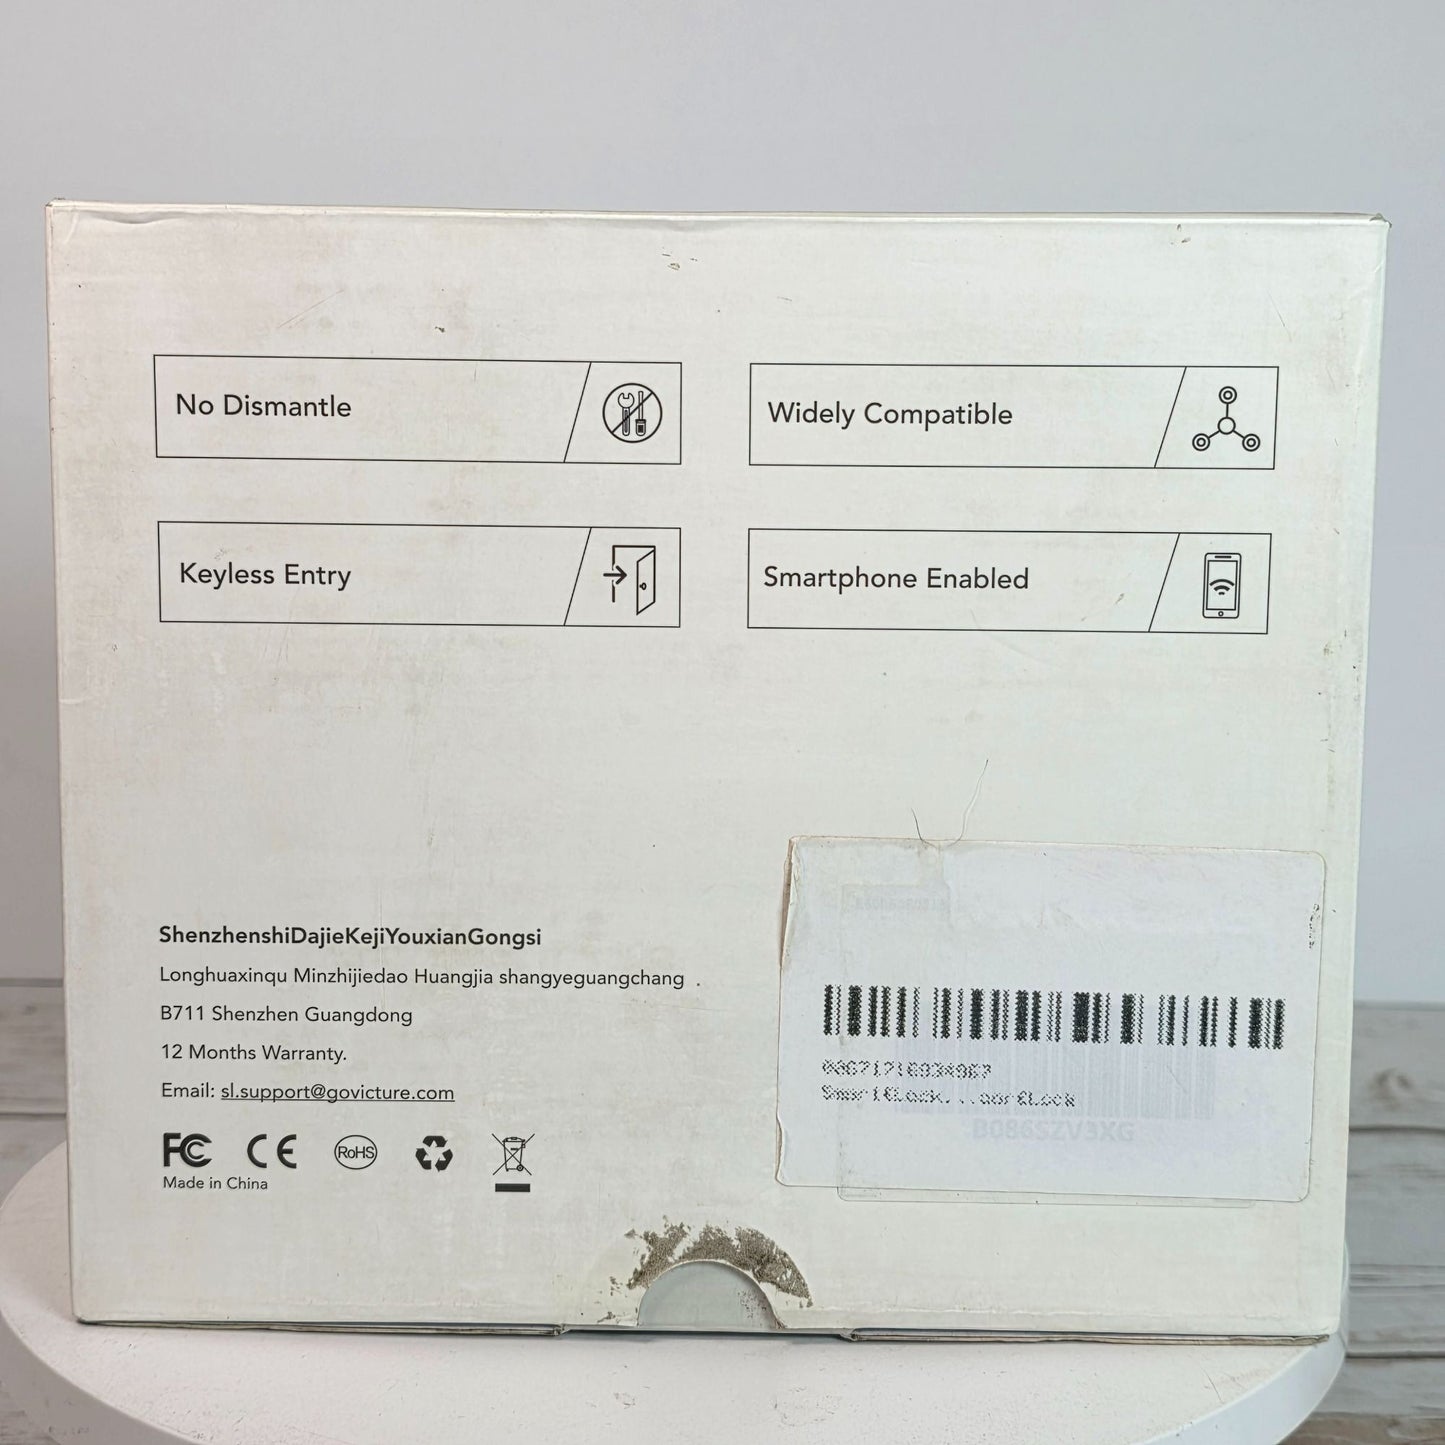 No Dismantle
Widely Compatible
Keyless Entry
Smartphone Enabled
ShenzhenshiDajieKejiYouxianGongsi
Longhuaxinqu Minzhijiedao Huangjia shangyeguangchang .
B711 Shenzhen Guangdong
12 Months Warranty.
Email: sl.support@govicture.com
FC CE RoHS
Made in China